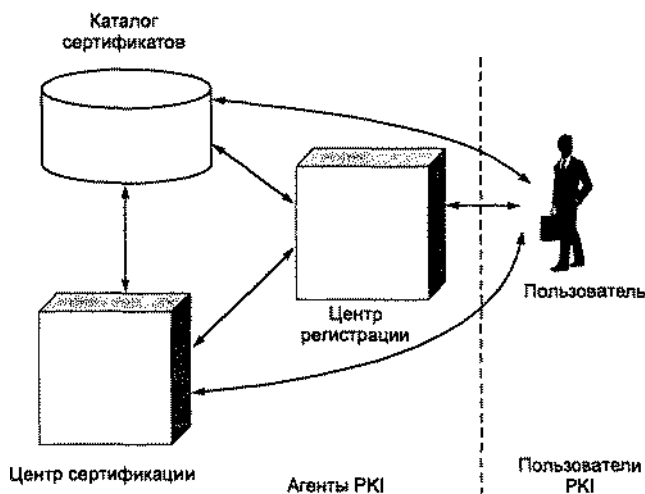 Каталог
сертификатов
Пользователь
Центр
регистрации
Центр сертификации
Агенты PKI
Пользователи
PKI